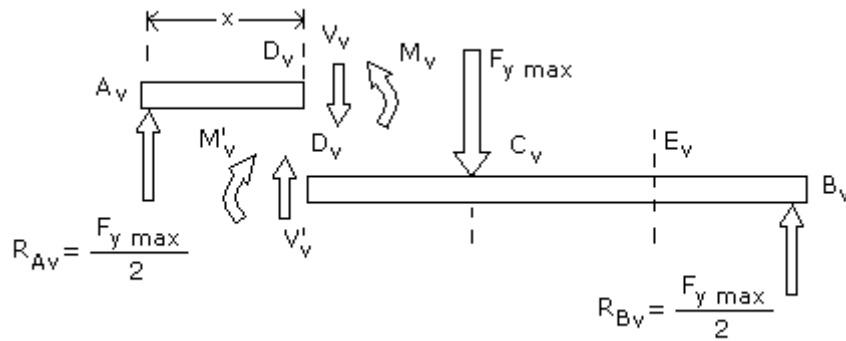 x
D_v
V_v
M_v
F_y max
A_v
M'_v
D_v
C_v
E_v
B_v
V'_v
R_Av = F_y max / 2
R_Bv = F_y max / 2